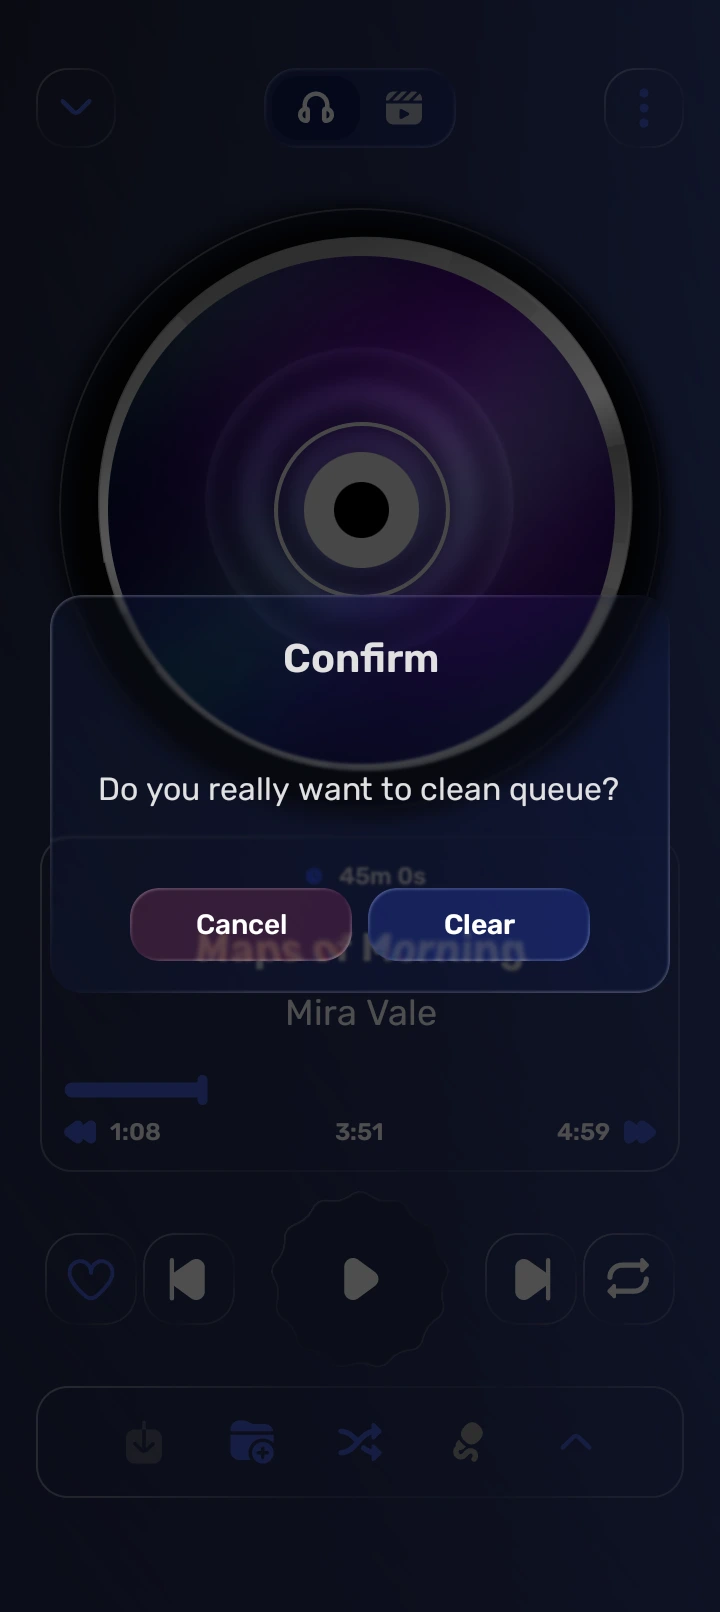 Confirm
Do you really want to clean queue?
45m 0s
Cancel
Clear
Maps of Morning
Mira Vale
1:08
3:51
4:59